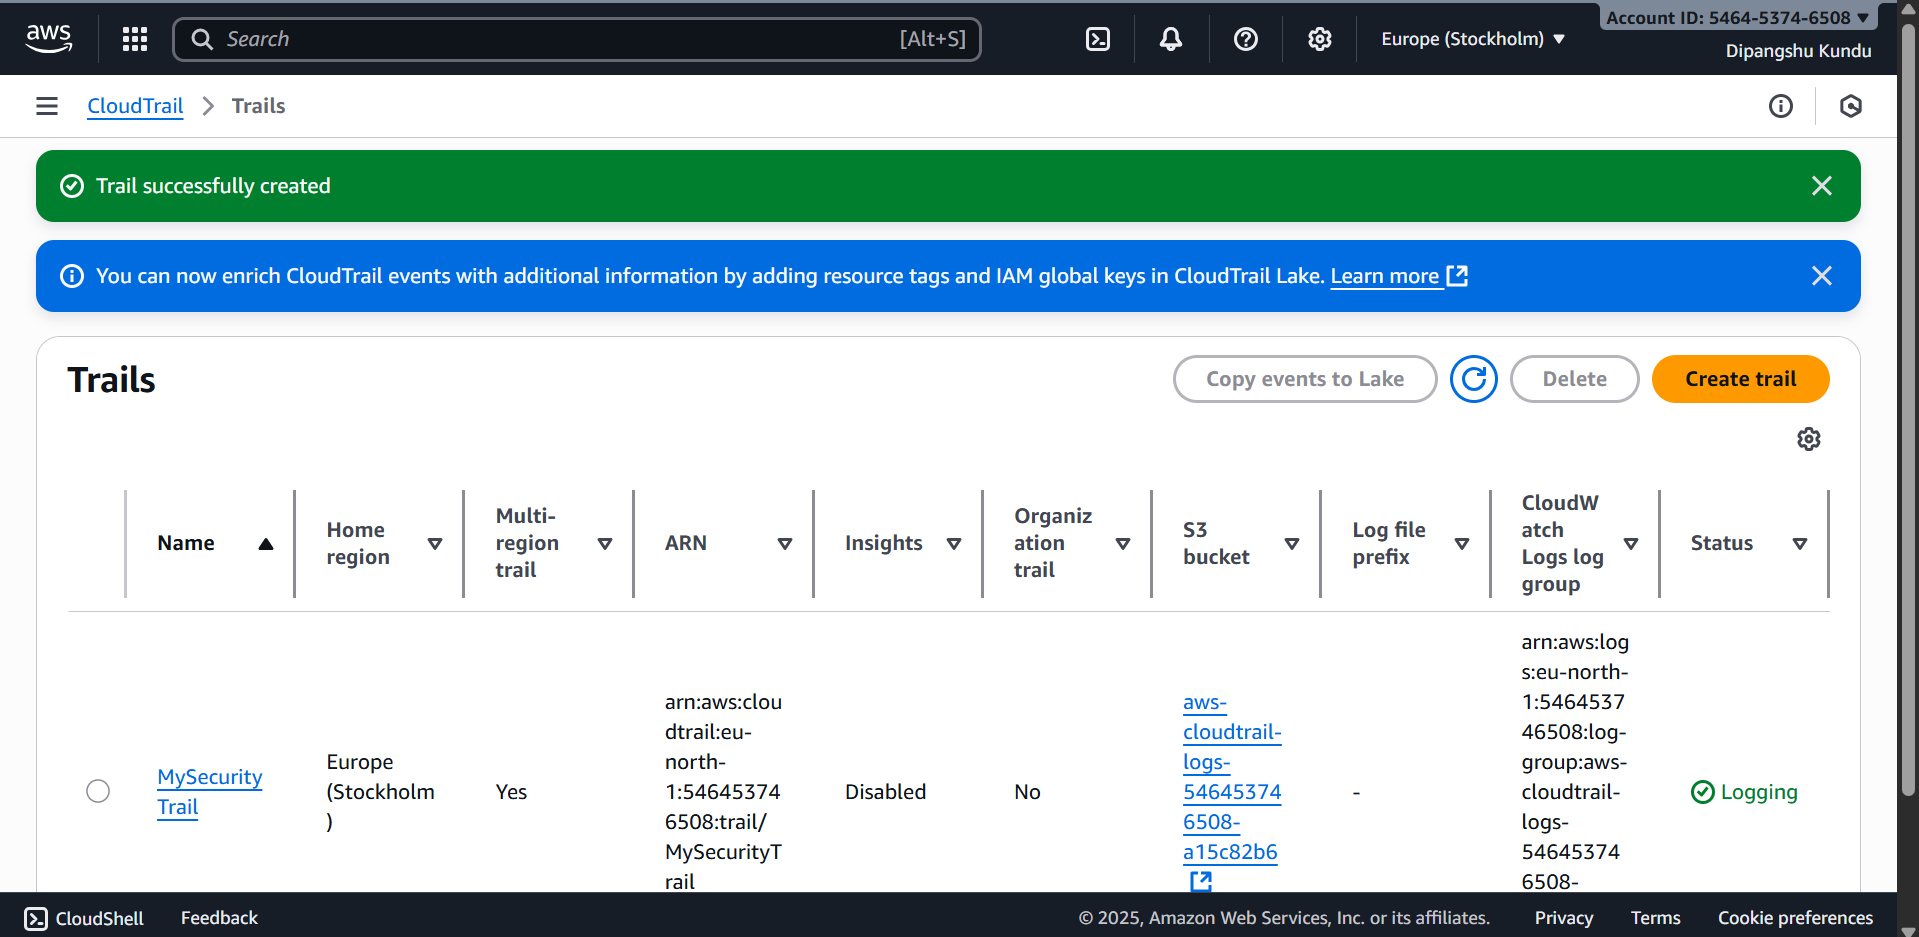 aws
Search
[Alt+S]
Europe (Stockholm)
Account ID: 5464-5374-6508
Dipangshu Kundu
CloudTrail
Trails
Trail successfully created
You can now enrich CloudTrail events with additional information by adding resource tags and IAM global keys in CloudTrail Lake. Learn more
Trails
Copy events to Lake
Delete
Create trail
Name
Home
region
Multi-
region
trail
ARN
Insights
Organiz
ation
trail
S3
bucket
Log file
prefix
CloudW
atch
Logs log
group
Status
MySecurity
Trail
Europe
(Stockholm
)
Yes
arn:aws:clou
dtrail:eu-
north-
1:54645374
6508:trail/
MySecurityT
rail
Disabled
No
aws-
cloudtrail-
logs-
54645374
6508-
a15c82b6
-
arn:aws:log
s:eu-north-
1:5464537
46508:log-
group:aws-
cloudtrail-
logs-
54645374
6508-
Logging
CloudShell
Feedback
© 2025, Amazon Web Services, Inc. or its affiliates.
Privacy
Terms
Cookie preferences